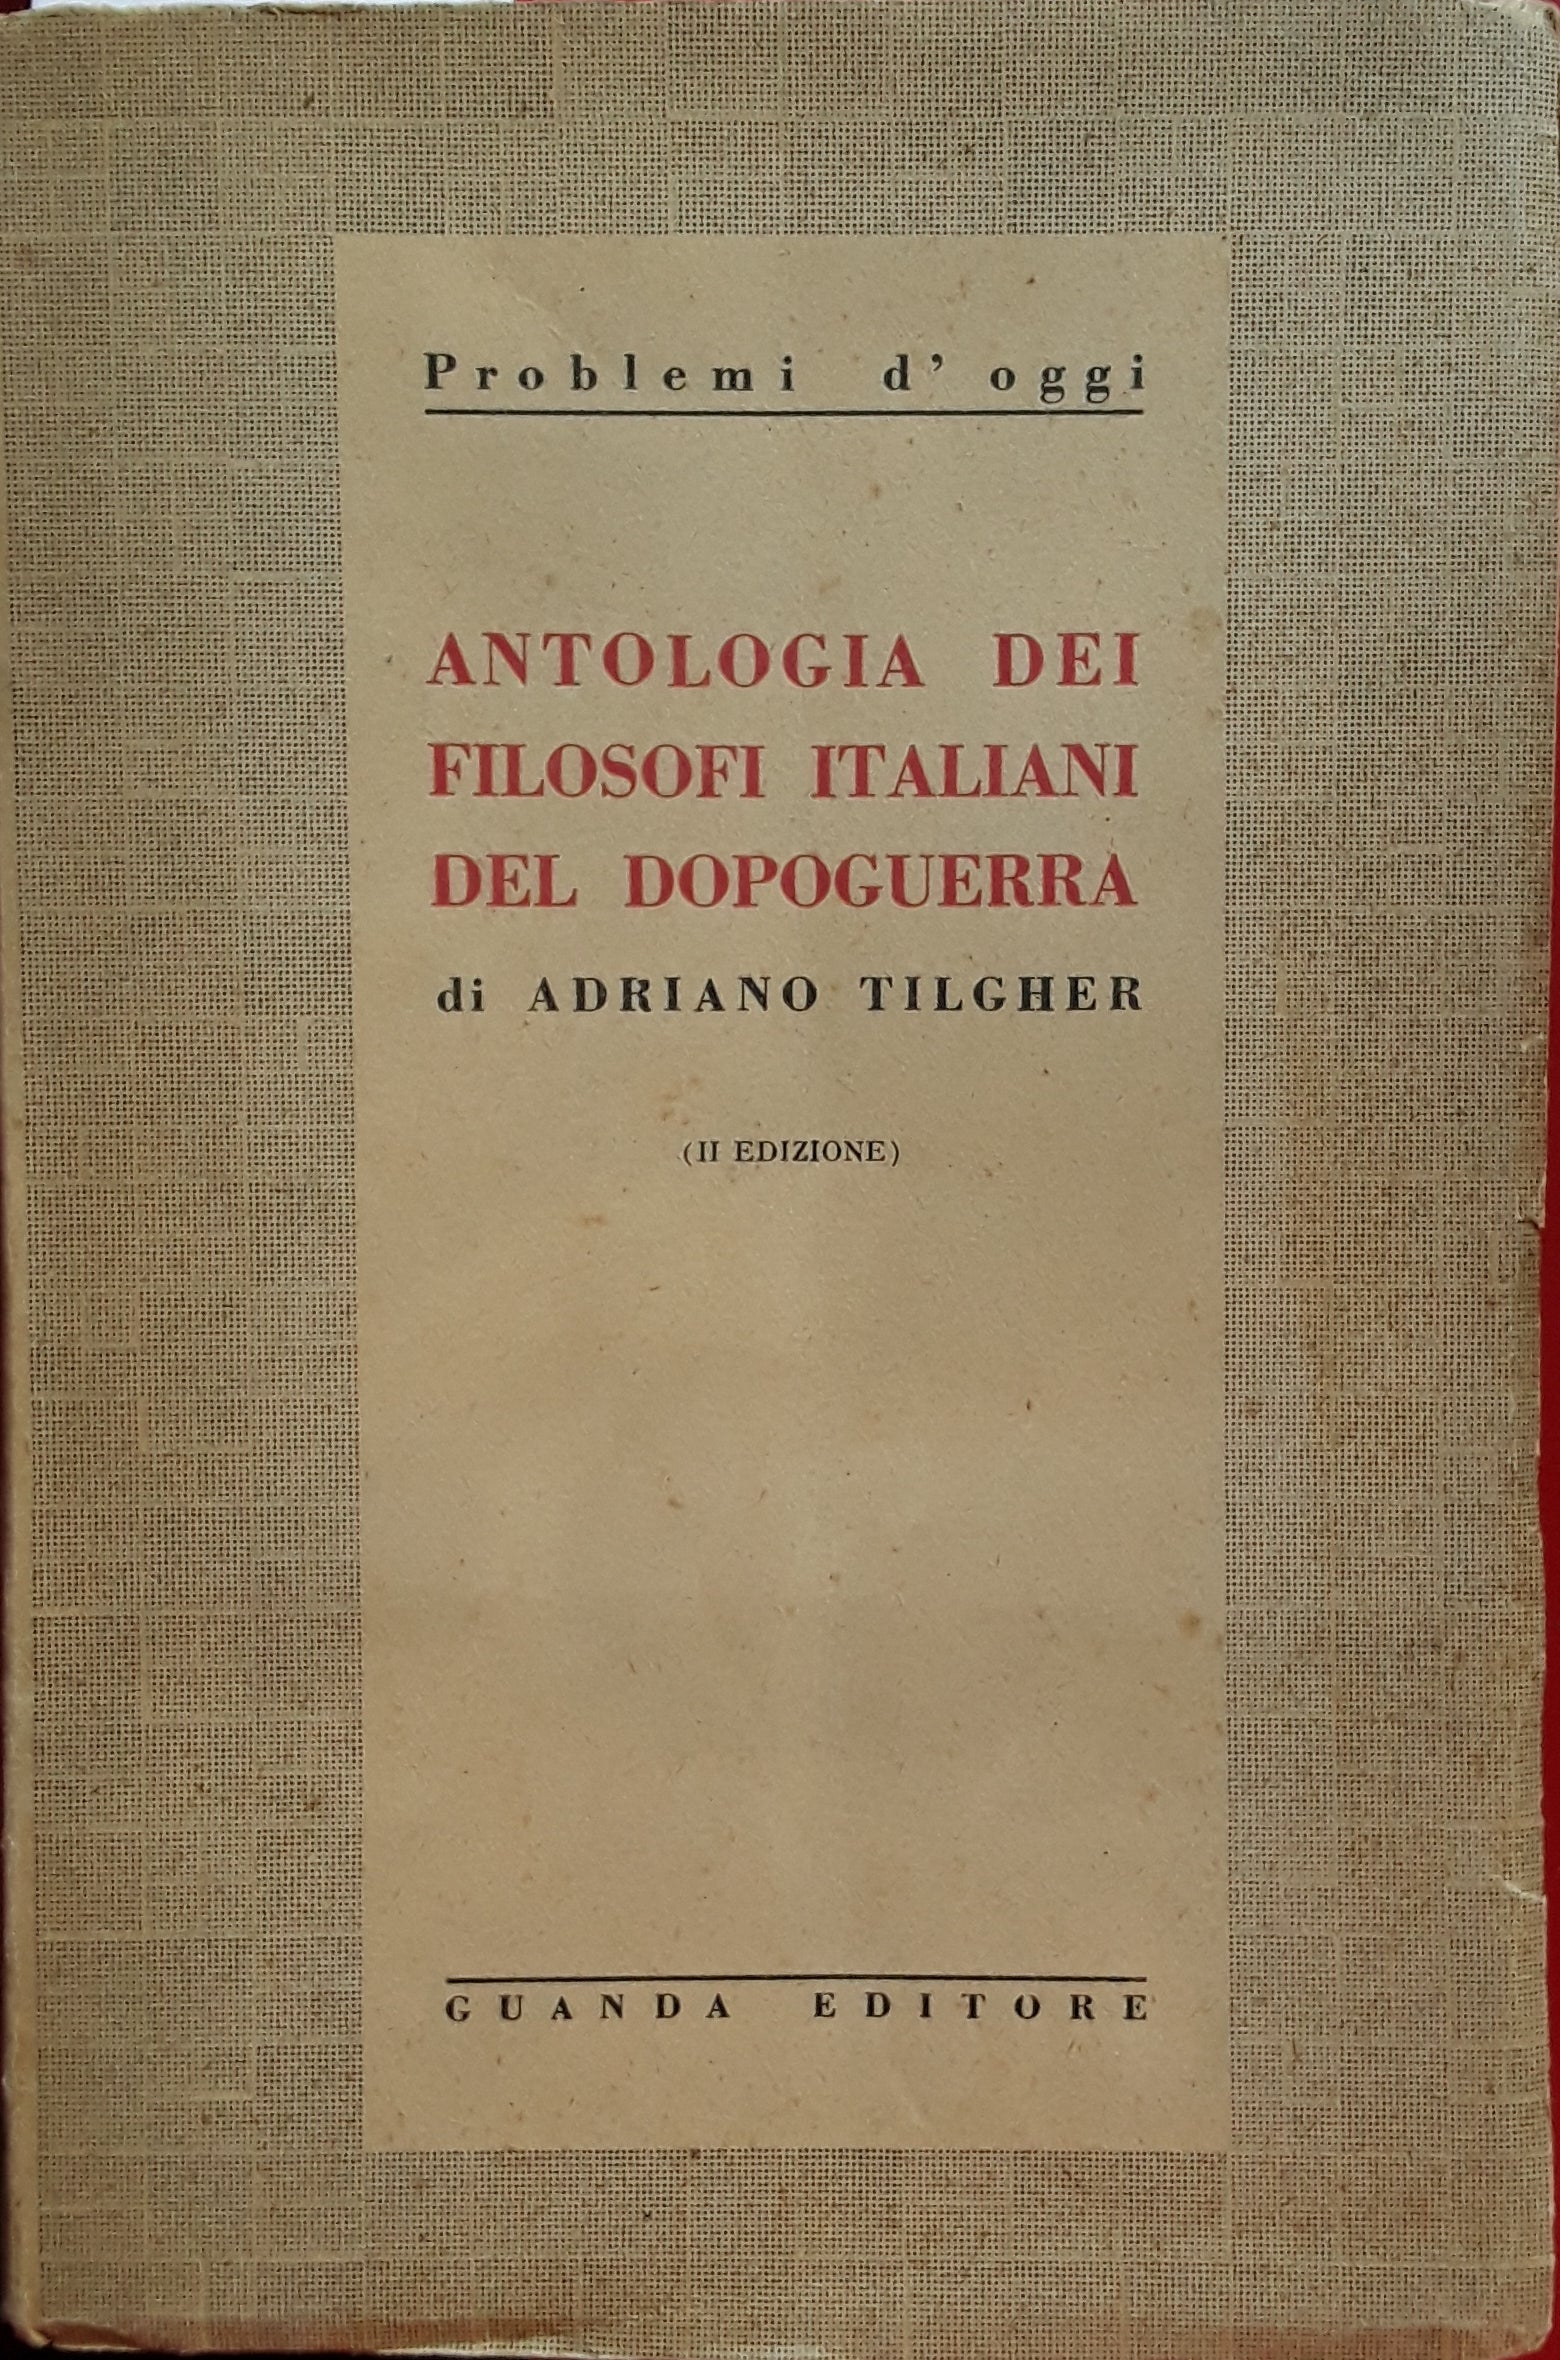 Problemi d' oggi
ANTOLOGIA DEI
FILOSOFI ITALIANI
DEL DOPOGUERRA
di ADRIANO TILGHER
(II EDIZIONE)
GUANDA EDITORE